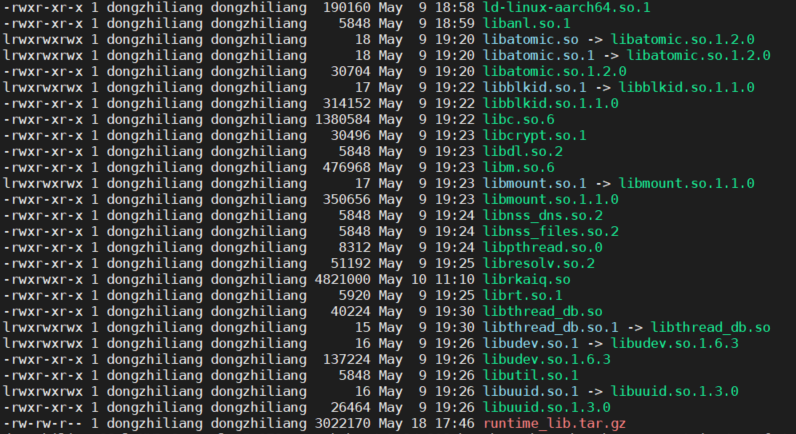 -rwxr-xr-x 1 dongzhiliang dongzhiliang  190160 May  9 18:58 ld-linux-aarch64.so.1
-rwxr-xr-x 1 dongzhiliang dongzhiliang    5848 May  9 18:59 libanl.so.1
lrwxrwxrwx 1 dongzhiliang dongzhiliang      18 May  9 19:20 libatomic.so -> libatomic.so.1.2.0
lrwxrwxrwx 1 dongzhiliang dongzhiliang      18 May  9 19:20 libatomic.so.1 -> libatomic.so.1.2.0
-rwxr-xr-x 1 dongzhiliang dongzhiliang   30704 May  9 19:20 libatomic.so.1.2.0
lrwxrwxrwx 1 dongzhiliang dongzhiliang      17 May  9 19:22 libblkid.so.1 -> libblkid.so.1.1.0
-rwxr-xr-x 1 dongzhiliang dongzhiliang  314152 May  9 19:22 libblkid.so.1.1.0
-rwxr-xr-x 1 dongzhiliang dongzhiliang 1380584 May  9 19:22 libc.so.6
-rwxr-xr-x 1 dongzhiliang dongzhiliang   30496 May  9 19:23 libcrypt.so.1
-rwxr-xr-x 1 dongzhiliang dongzhiliang    5848 May  9 19:23 libdl.so.2
-rwxr-xr-x 1 dongzhiliang dongzhiliang  476968 May  9 19:23 libm.so.6
lrwxrwxrwx 1 dongzhiliang dongzhiliang      17 May  9 19:23 libmount.so.1 -> libmount.so.1.1.0
-rwxr-xr-x 1 dongzhiliang dongzhiliang  350656 May  9 19:23 libmount.so.1.1.0
-rwxr-xr-x 1 dongzhiliang dongzhiliang    5848 May  9 19:24 libnss_dns.so.2
-rwxr-xr-x 1 dongzhiliang dongzhiliang    5848 May  9 19:24 libnss_files.so.2
-rwxr-xr-x 1 dongzhiliang dongzhiliang    8312 May  9 19:24 libpthread.so.0
-rwxr-xr-x 1 dongzhiliang dongzhiliang   51192 May  9 19:25 libresolv.so.2
-rwxr-xr-x 1 dongzhiliang dongzhiliang 4821000 May 10 11:10 librkaiq.so
-rwxr-xr-x 1 dongzhiliang dongzhiliang    5920 May  9 19:25 librt.so.1
-rwxr-xr-x 1 dongzhiliang dongzhiliang   40224 May  9 19:30 libthread_db.so
lrwxrwxrwx 1 dongzhiliang dongzhiliang      15 May  9 19:30 libthread_db.so.1 -> libthread_db.so
lrwxrwxrwx 1 dongzhiliang dongzhiliang      16 May  9 19:26 libudev.so.1 -> libudev.so.1.6.3
-rwxr-xr-x 1 dongzhiliang dongzhiliang  137224 May  9 19:26 libudev.so.1.6.3
-rwxr-xr-x 1 dongzhiliang dongzhiliang    5848 May  9 19:26 libutil.so.1
lrwxrwxrwx 1 dongzhiliang dongzhiliang      16 May  9 19:26 libuuid.so.1 -> libuuid.so.1.3.0
-rwxr-xr-x 1 dongzhiliang dongzhiliang   26464 May  9 19:26 libuuid.so.1.3.0
-rw-rw-r-- 1 dongzhiliang dongzhiliang 3022170 May 18 17:46 runtime_lib.tar.gz